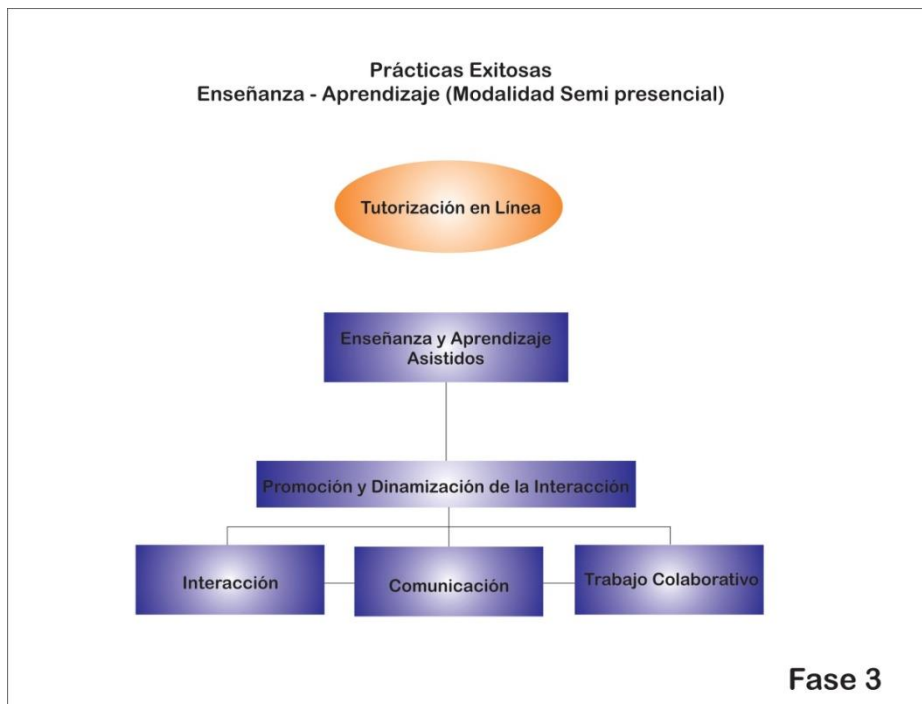 Prácticas Exitosas
Enseñanza - Aprendizaje (Modalidad Semi presencial)
Tutorización en Línea
Enseñanza y Aprendizaje
Asistidos
Promoción y Dinamización de la Interacción
Interacción
Comunicación
Trabajo Colaborativo
Fase 3